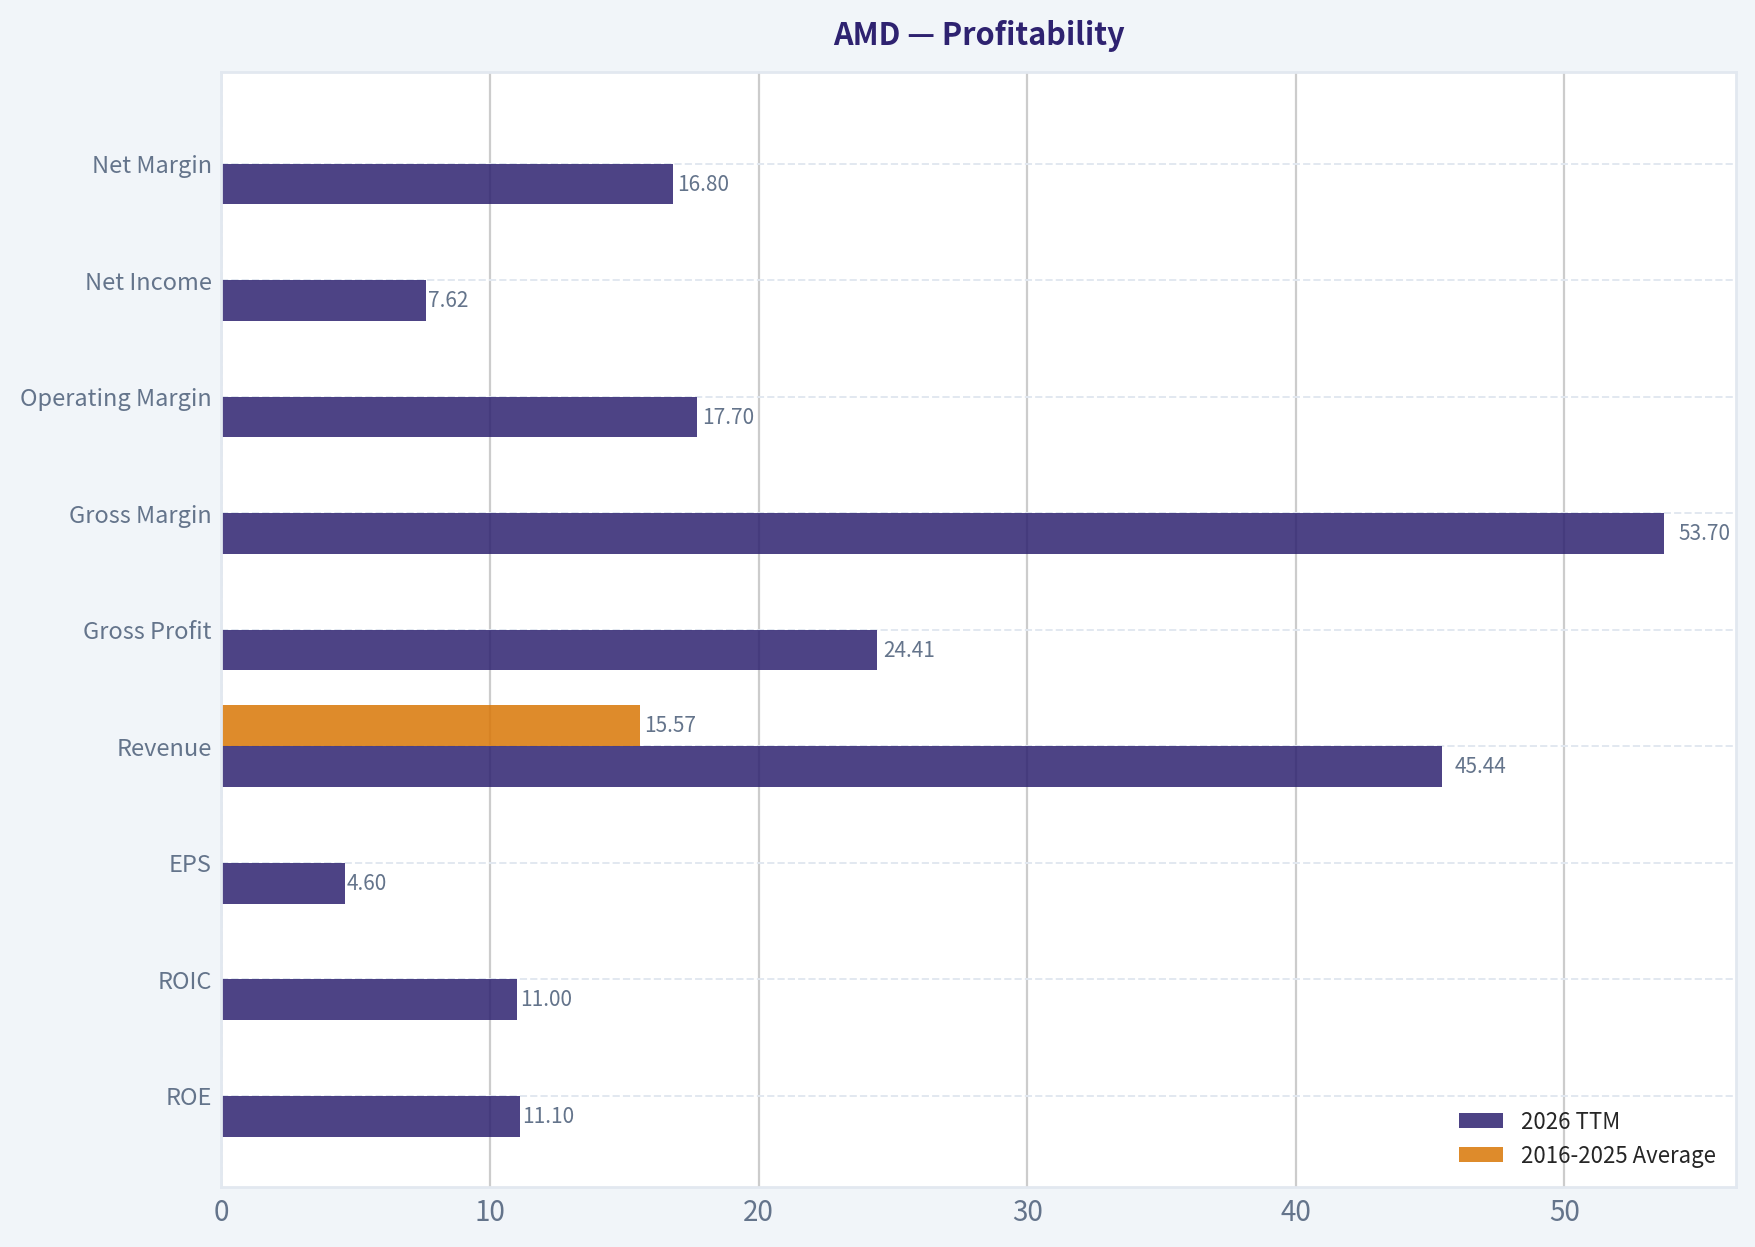 AMD — Profitability
Net Margin
16.80
Net Income
7.62
Operating Margin
17.70
Gross Margin
53.70
Gross Profit
24.41
15.57
Revenue
45.44
EPS
4.60
ROIC
11.00
ROE
11.10
2026 TTM
2016-2025 Average
0 10 20 30 40 50